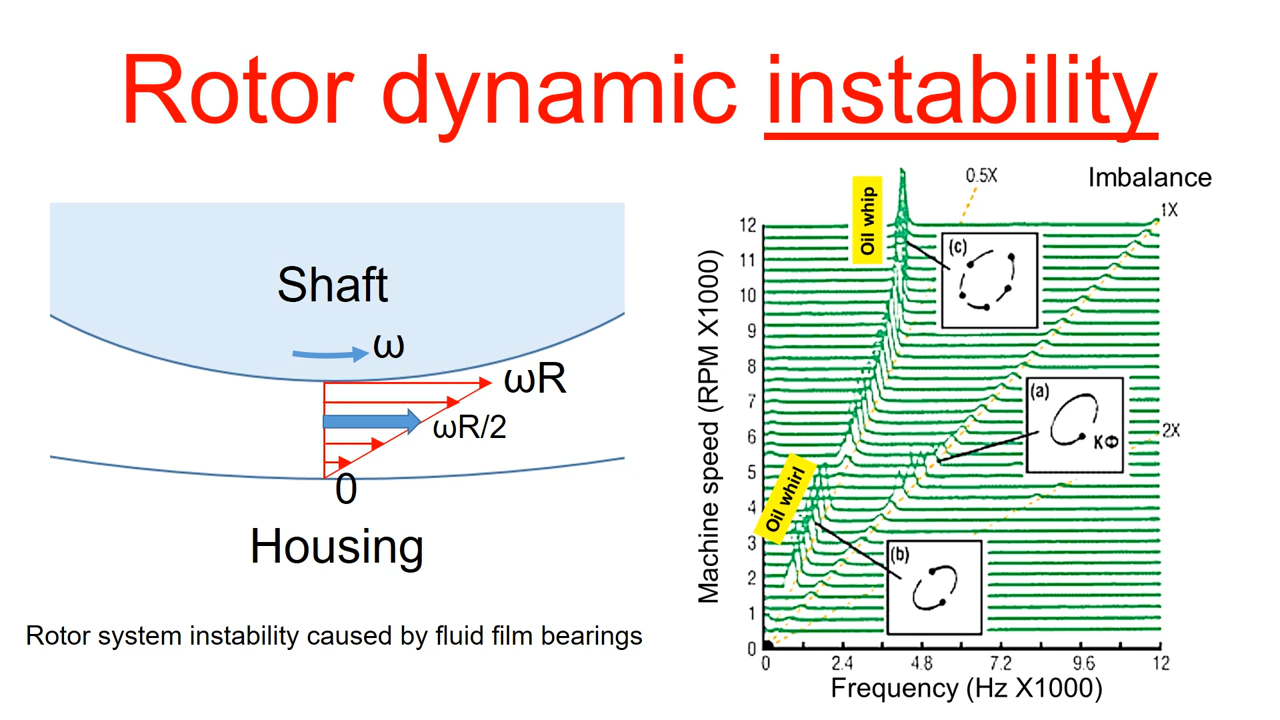 Rotor dynamic instability
Shaft
ω
ωR
ωR/2
0
Housing
Rotor system instability caused by fluid film bearings
Imbalance
0.5X
1X
2X
Oil whip
Oil whirl
(c)
(a)
KΦ
(b)
Machine speed (RPM X1000)
12
11
10
9
8
7
6
5
4
3
2
1
0
0 2.4 4.8 7.2 9.6 12
Frequency (Hz X1000)